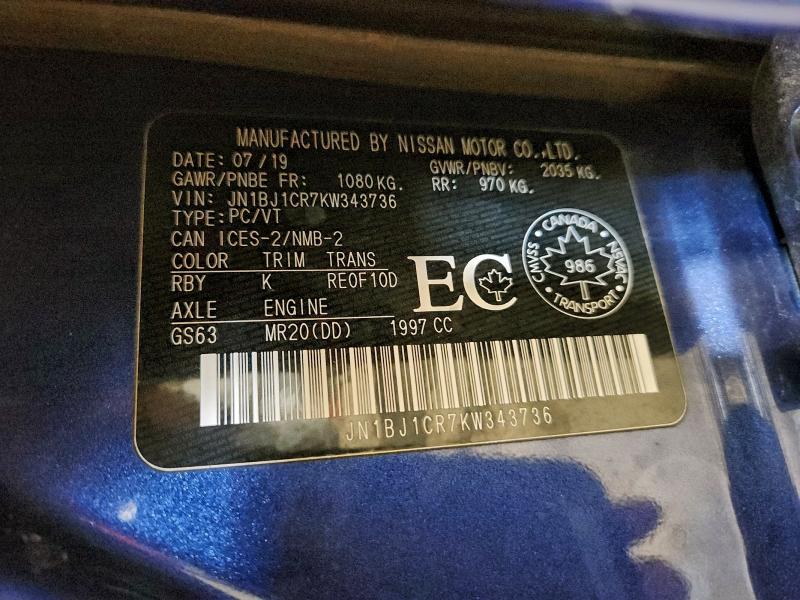 MANUFACTURED BY NISSAN MOTOR CO.,LTD.
DATE: 07/19 GVWR/PNBV: 2035 KG.
GAWR/PNBE FR: 1080KG. RR: 970 KG.
VIN: JN1BJ1CR7KW343736
TYPE: PC/VT
CAN ICES-2/NMB-2
COLOR TRIM TRANS
RBY K RE0F10D
AXLE ENGINE
GS63 MR20(DD) 1997 CC
EC
CANADA
CMVSS 986 NSVAC
TRANSPORT
JN1BJ1CR7KW343736